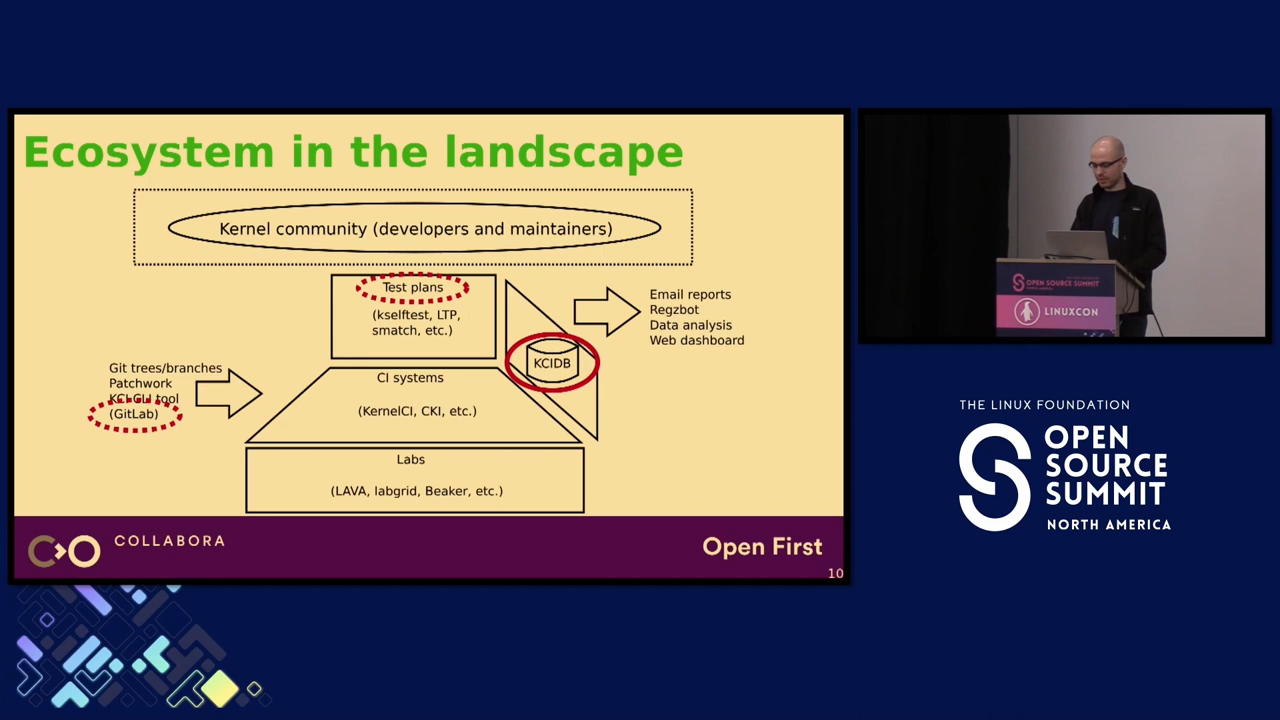 Ecosystem in the landscape
Kernel community (developers and maintainers)
Test plans
(kselftest, LTP,
smatch, etc.)
Email reports
Regzbot
Data analysis
Web dashboard
KCIDB
Git trees/branches
Patchwork
KCI CLI tool
(GitLab)
CI systems
(KernelCI, CKI, etc.)
Labs
(LAVA, labgrid, Beaker, etc.)
COLLABORA
Open First
10
OPEN SOURCE SUMMIT
LINUXCON
THE LINUX FOUNDATION
OPEN
SOURCE
SUMMIT
NORTH AMERICA